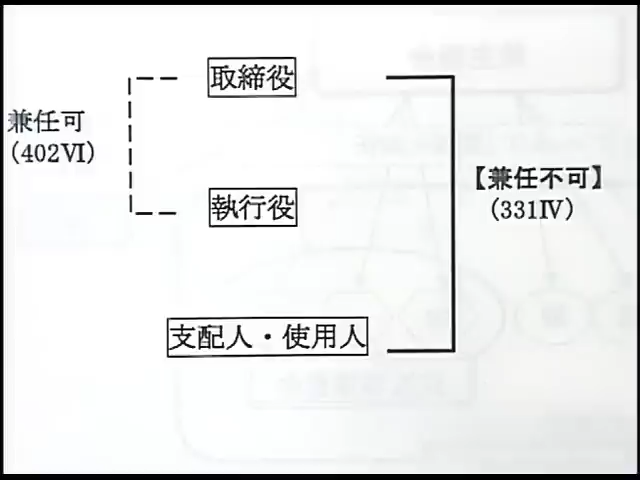 取締役
兼任可
(402Ⅵ)
【兼任不可】
(331Ⅳ)
執行役
支配人・使用人